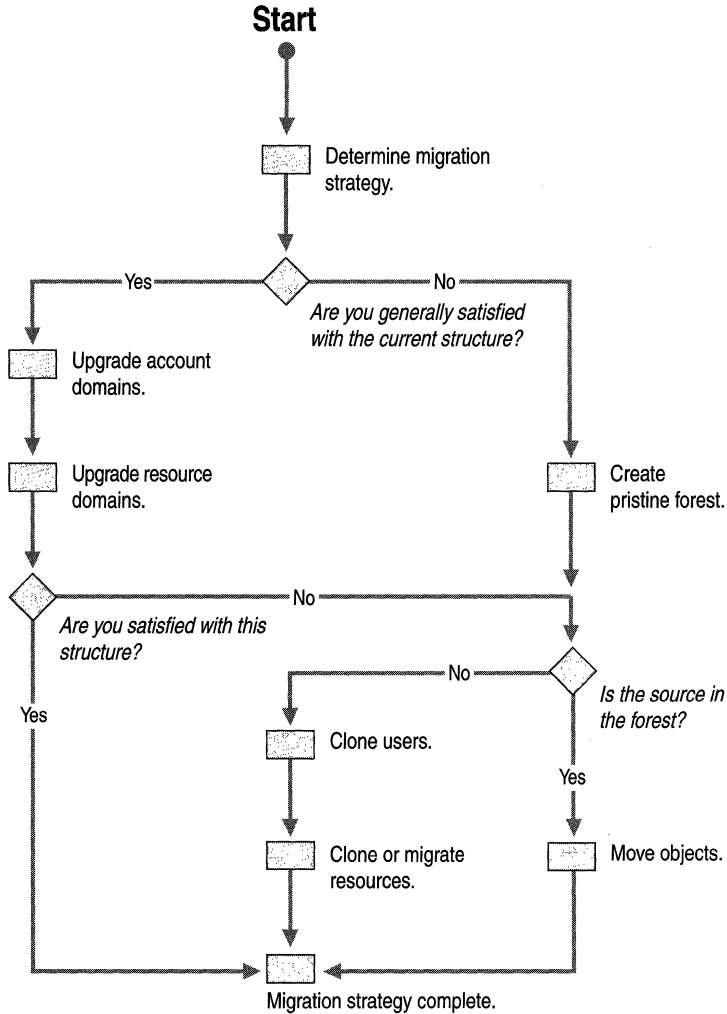 Start
Determine migration
strategy.
Yes
No
Are you generally satisfied
with the current structure?
Upgrade account
domains.
Upgrade resource
domains.
Create
pristine forest.
No
Are you satisfied with this
structure?
No
Is the source in
the forest?
Yes
Clone users.
Yes
Clone or migrate
resources.
Move objects.
Migration strategy complete.